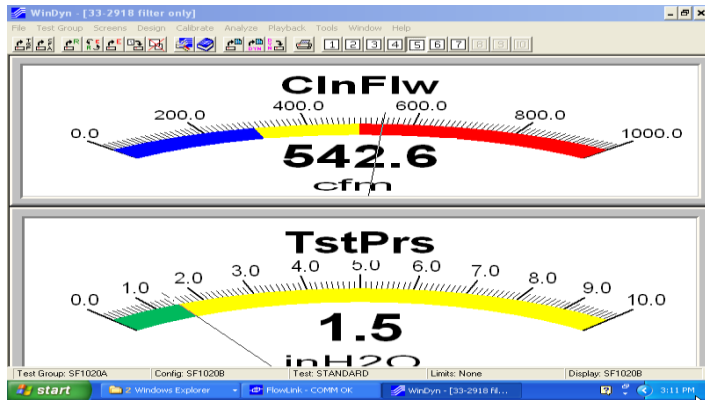 WinDyn - [33-2918 filter only]
File Test Group Screens Design Calibrate Analyze Playback Tools Window Help
1 2 3 4 5 6 7 8 9 10
ClnFlw
0.0 200.0 400.0 600.0 800.0 1000.0
542.6
cfm
TstPrs
0.0 1.0 2.0 3.0 4.0 5.0 6.0 7.0 8.0 9.0 10.0
1.5
inH2O
Test Group: SF1020A Config: SF1020B Test: STANDARD Limits: None Display: SF1020B
start 2 Windows Explorer FlowLink - COMM OK WinDyn - [33-2918 fil... 3:11 PM